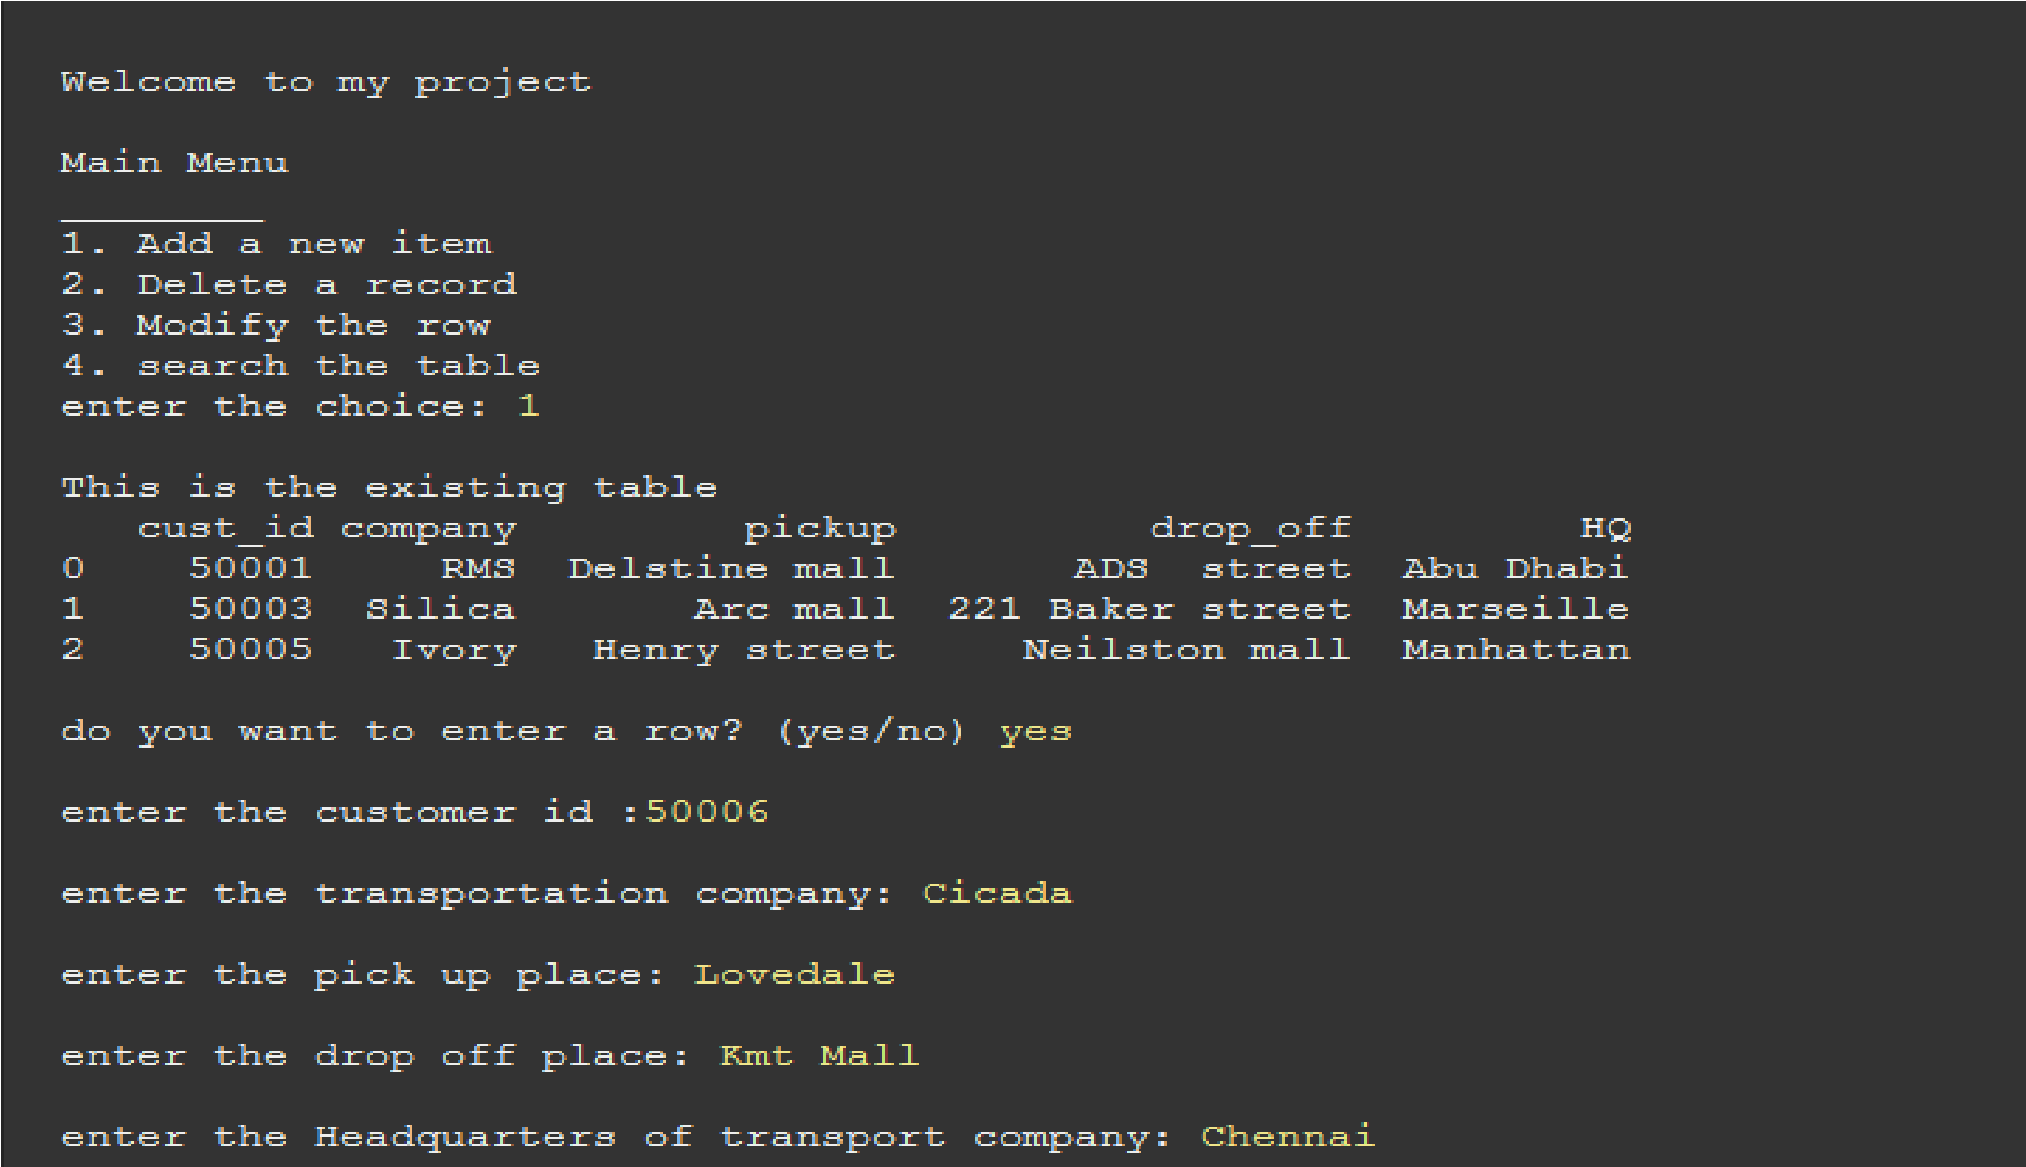 Welcome to my project
Main Menu
________
1. Add a new item
2. Delete a record
3. Modify the row
4. search the table
enter the choice: 1
This is the existing table
   cust_id company         pickup          drop_off         HQ
0    50001     RMS  Delstine mall       ADS  street  Abu Dhabi
1    50003  Silica       Arc mall  221 Baker street  Marseille
2    50005   Ivory   Henry street     Neilston mall  Manhattan
do you want to enter a row? (yes/no) yes
enter the customer id :50006
enter the transportation company: Cicada
enter the pick up place: Lovedale
enter the drop off place: Kmt Mall
enter the Headquarters of transport company: Chennai